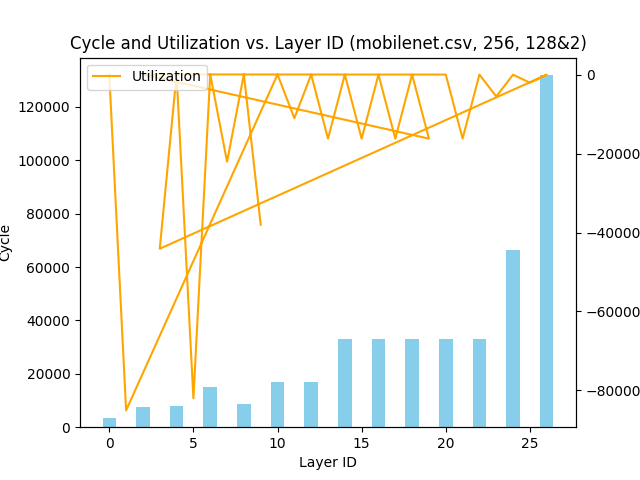 Cycle and Utilization vs. Layer ID (mobilenet.csv, 256, 128&2)
Utilization
120000
100000
80000
60000
40000
20000
0
Cycle
0
−20000
−40000
−60000
−80000
0 5 10 15 20 25
Layer ID